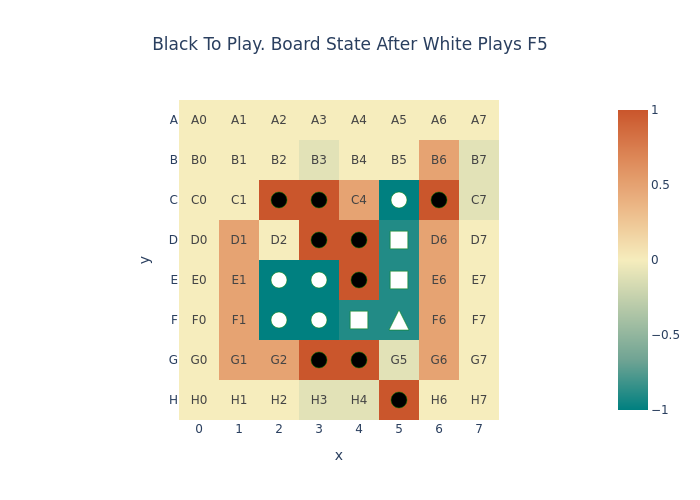 Black To Play. Board State After White Plays F5
A A0 A1 A2 A3 A4 A5 A6 A7
B B0 B1 B2 B3 B4 B5 B6 B7
C C0 C1 C4 C7
D D0 D1 D2 D6 D7
E E0 E1 E6 E7
F F0 F1 F6 F7
G G0 G1 G2 G5 G6 G7
H H0 H1 H2 H3 H4 H6 H7
0 1 2 3 4 5 6 7
x
y
1
0.5
0
−0.5
−1